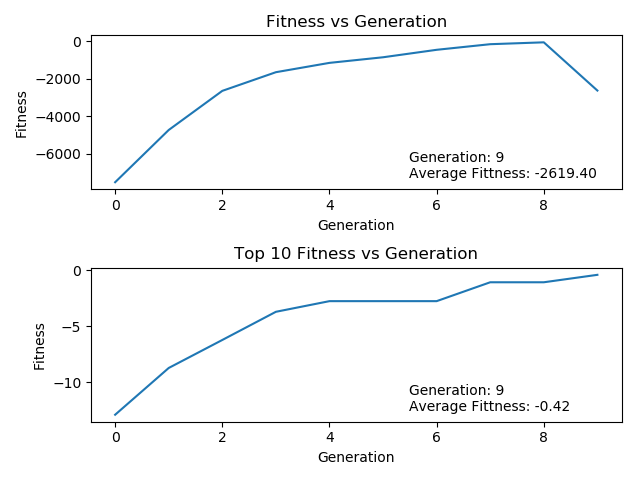 Fitness vs Generation
0
−2000
−4000
−6000
Fitness
Generation: 9
Average Fittness: -2619.40
0 2 4 6 8
Generation
Top 10 Fitness vs Generation
0
−5
−10
Fitness
Generation: 9
Average Fittness: -0.42
0 2 4 6 8
Generation